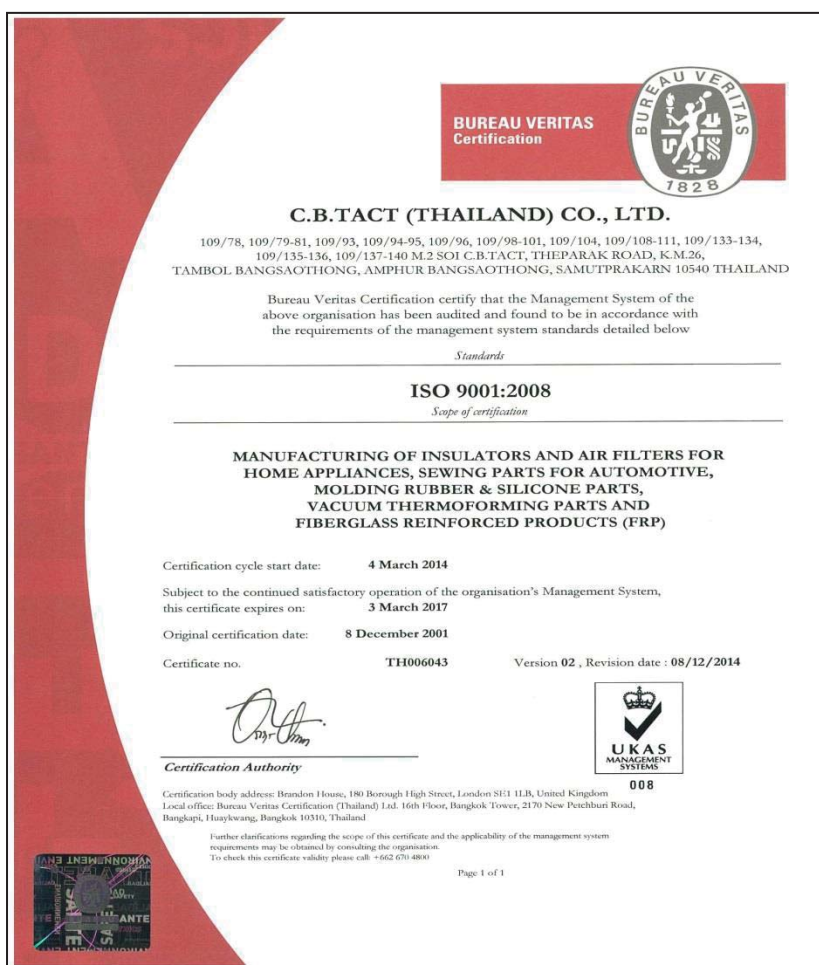 BUREAU VERITAS
Certification
BUREAU VERITAS
1828
C.B.TACT (THAILAND) CO., LTD.
109/78, 109/79-81, 109/93, 109/94-95, 109/96, 109/98-101, 109/104, 109/108-111, 109/133-134,
109/135-136, 109/137-140 M.2 SOI C.B.TACT, THEPARAK ROAD, K.M.26,
TAMBOL BANGSAOTHONG, AMPHUR BANGSAOTHONG, SAMUTPRAKARN 10540 THAILAND
Bureau Veritas Certification certify that the Management System of the
above organisation has been audited and found to be in accordance with
the requirements of the management system standards detailed below
Standards
ISO 9001:2008
Scope of certification
MANUFACTURING OF INSULATORS AND AIR FILTERS FOR
HOME APPLIANCES, SEWING PARTS FOR AUTOMOTIVE,
MOLDING RUBBER & SILICONE PARTS,
VACUUM THERMOFORMING PARTS AND
FIBERGLASS REINFORCED PRODUCTS (FRP)
Certification cycle start date: 4 March 2014
Subject to the continued satisfactory operation of the organisation's Management System,
this certificate expires on: 3 March 2017
Original certification date: 8 December 2001
Certificate no. TH006043 Version 02 , Revision date : 08/12/2014
UKAS
MANAGEMENT
SYSTEMS
008
Certification Authority
Certification body address: Brandon House, 180 Borough High Street, London SE1 1LB, United Kingdom
Local office: Bureau Veritas Certification (Thailand) Ltd. 16th Floor, Bangkok Tower, 2170 New Petchburi Road,
Bangkapi, Huaykwang, Bangkok 10310, Thailand
Further clarifications regarding the scope of this certificate and the applicability of the management system
requirements may be obtained by consulting the organisation.
To check this certificate validity please call: +662 670 4800
Page 1 of 1